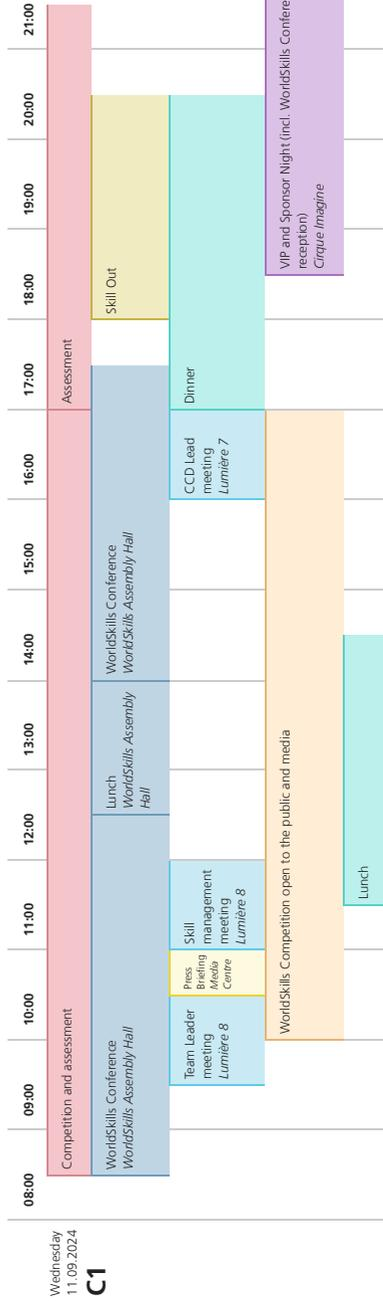 Wednesday
11.09.2024
C1
08:00
09:00
10:00
11:00
12:00
13:00
14:00
15:00
16:00
17:00
18:00
19:00
20:00
21:00
Competition and assessment
Assessment
WorldSkills Conference
WorldSkills Assembly Hall
Lunch
WorldSkills Assembly
Hall
WorldSkills Conference
WorldSkills Assembly Hall
Skill Out
Team Leader
meeting
Lumière 8
Press
Briefing
Media
Centre
Skill
management
meeting
Lumière 8
CCD Lead
meeting
Lumière 7
Dinner
WorldSkills Competition open to the public and media
VIP and Sponsor Night (incl. WorldSkills Confere
reception)
Cirque Imagine
Lunch